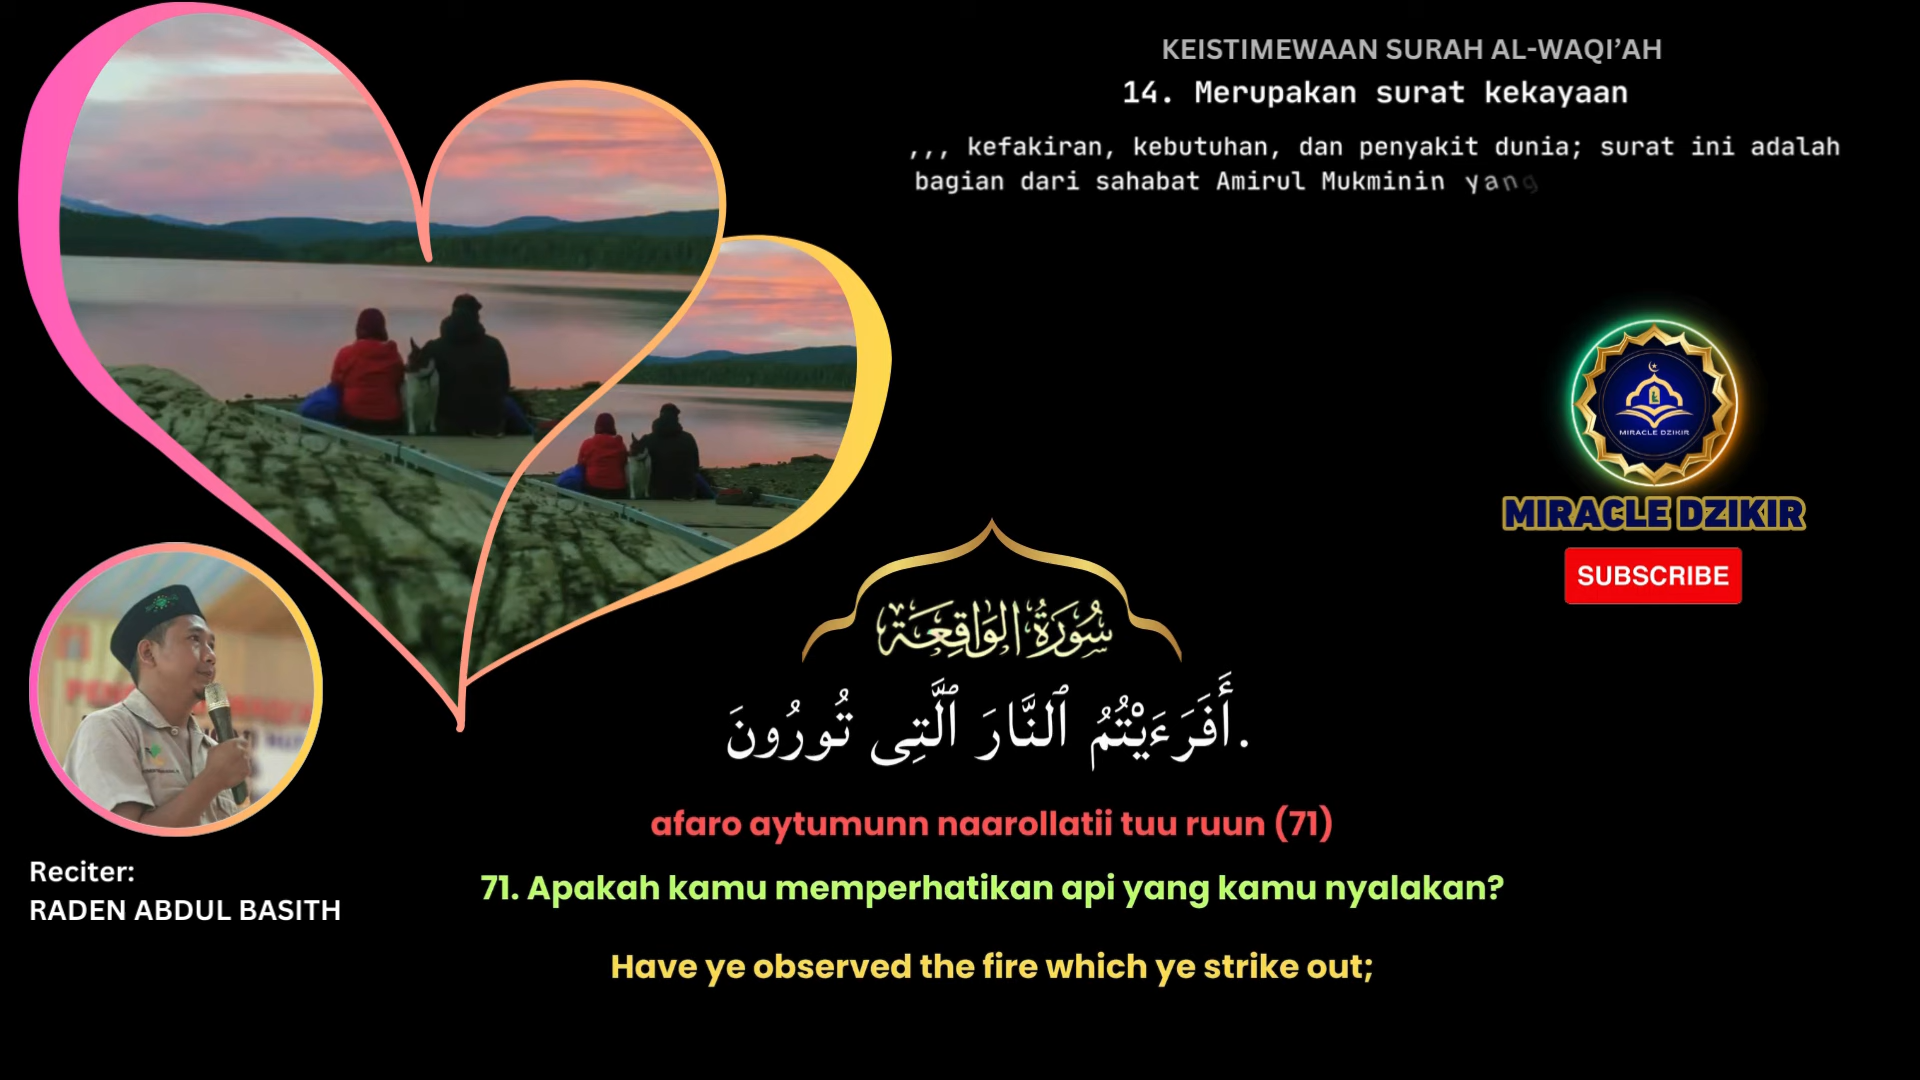 KEISTIMEWAAN SURAH AL-WAQI’AH
14. Merupakan surat kekayaan
,,, kefakiran, kebutuhan, dan penyakit dunia; surat ini adalah
bagian dari sahabat Amirul Mukminin yang
MIRACLE DZIKIR
MIRACLE DZIKIR
SUBSCRIBE
سُورَةُ الوَاقِعَة
أَفَرَءَيْتُمُ ٱلنَّارَ ٱلَّتِى تُورُونَ.
afaro aytumunn naarollatii tuu ruun (71)
71. Apakah kamu memperhatikan api yang kamu nyalakan?
Have ye observed the fire which ye strike out;
Reciter:
RADEN ABDUL BASITH